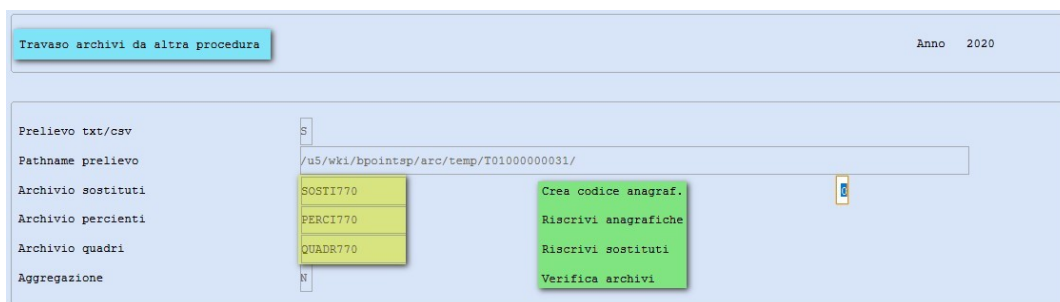 Travaso archivi da altra procedura Anno 2020
Prelievo txt/csv S
Pathname prelievo /u5/wki/bpointsp/arc/temp/T01000000031/
Archivio sostituti SOSTI770 Crea codice anagraf. 0
Archivio percienti PERCI770 Riscrivi anagrafiche
Archivio quadri QUADR770 Riscrivi sostituti
Aggregazione N Verifica archivi